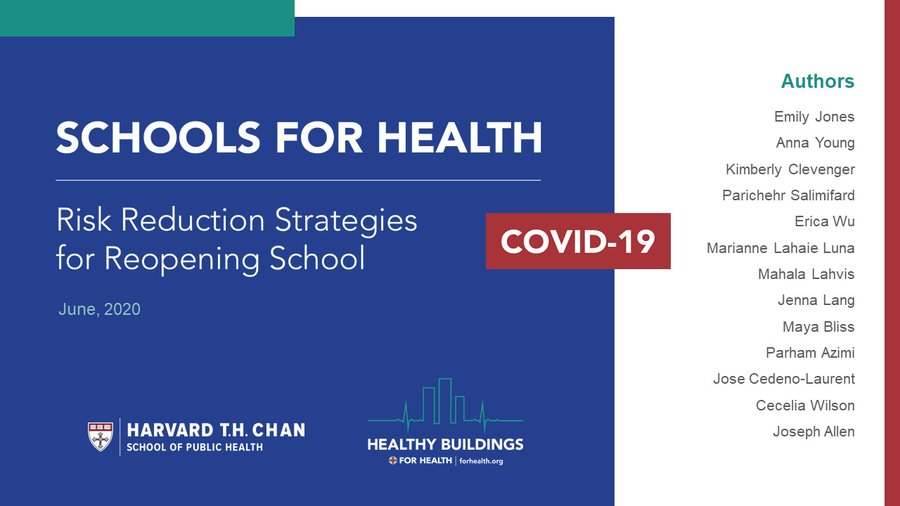 SCHOOLS FOR HEALTH
Risk Reduction Strategies
for Reopening School
June, 2020
COVID-19
HARVARD T.H. CHAN
SCHOOL OF PUBLIC HEALTH
HEALTHY BUILDINGS
FOR HEALTH | forhealth.org
Authors
Emily Jones
Anna Young
Kimberly Clevenger
Parichehr Salimifard
Erica Wu
Marianne Lahaie Luna
Mahala Lahvis
Jenna Lang
Maya Bliss
Parham Azimi
Jose Cedeno-Laurent
Cecelia Wilson
Joseph Allen